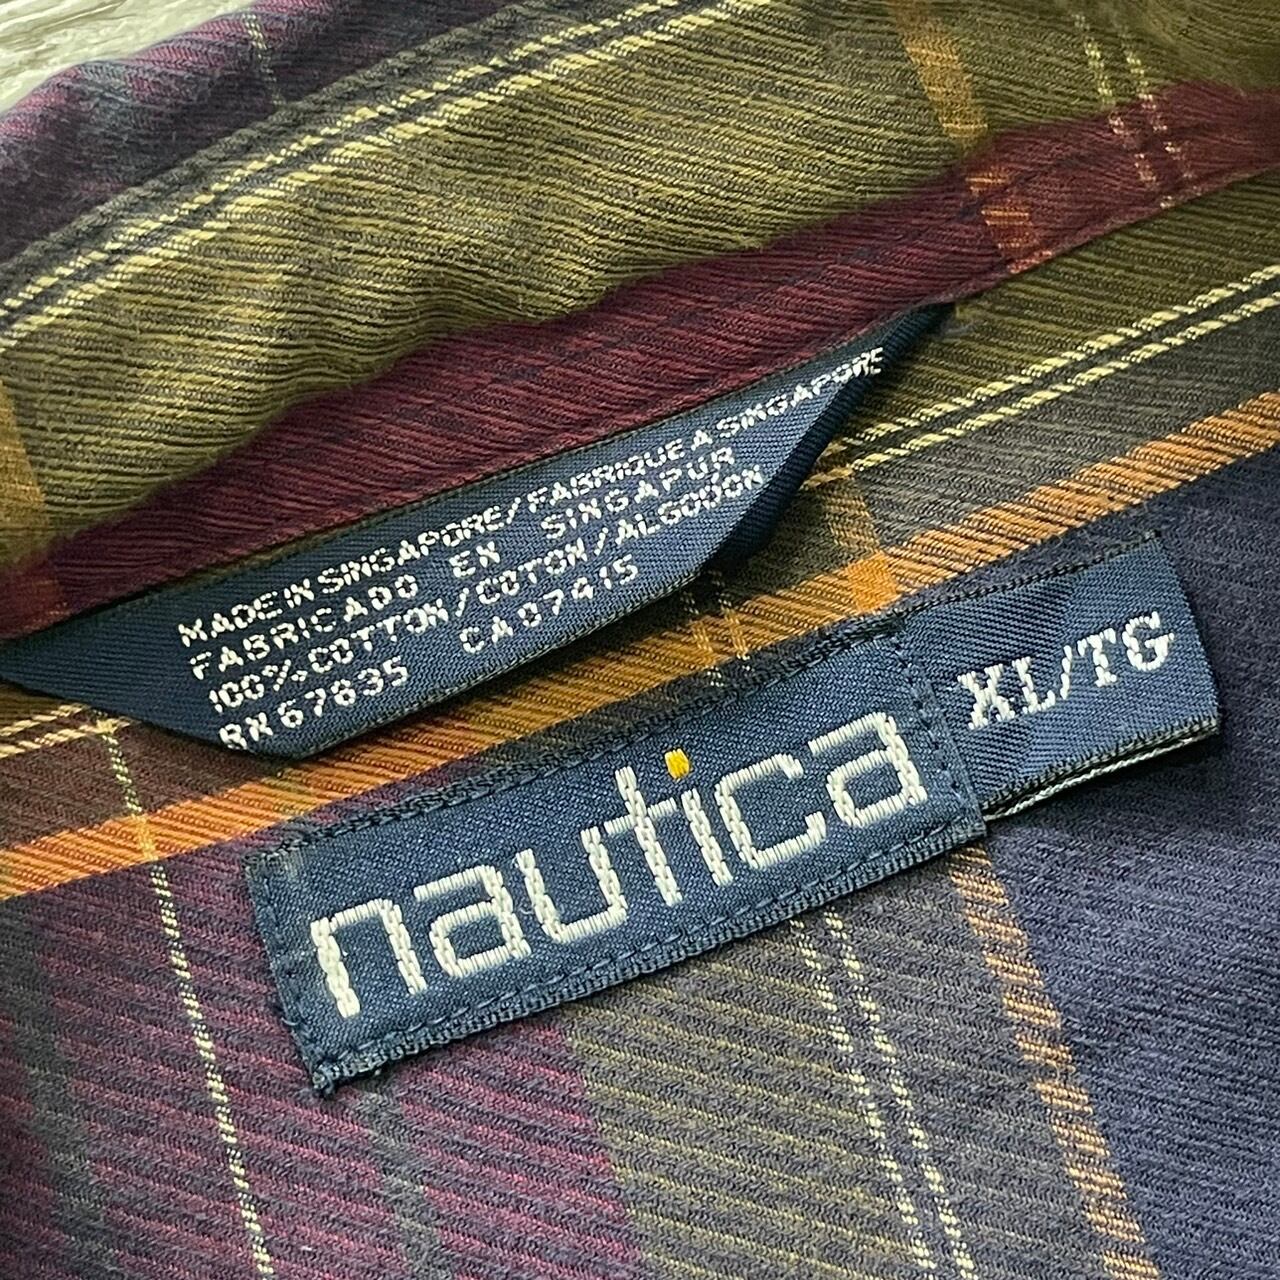 MADE IN SINGAPORE/FABRIQUE A SINGAPORE
FABRICADO EN SINGAPUR
100% COTTON/COTON/ALGODON
RN 67835 CA 07415
nautica
XL/TG